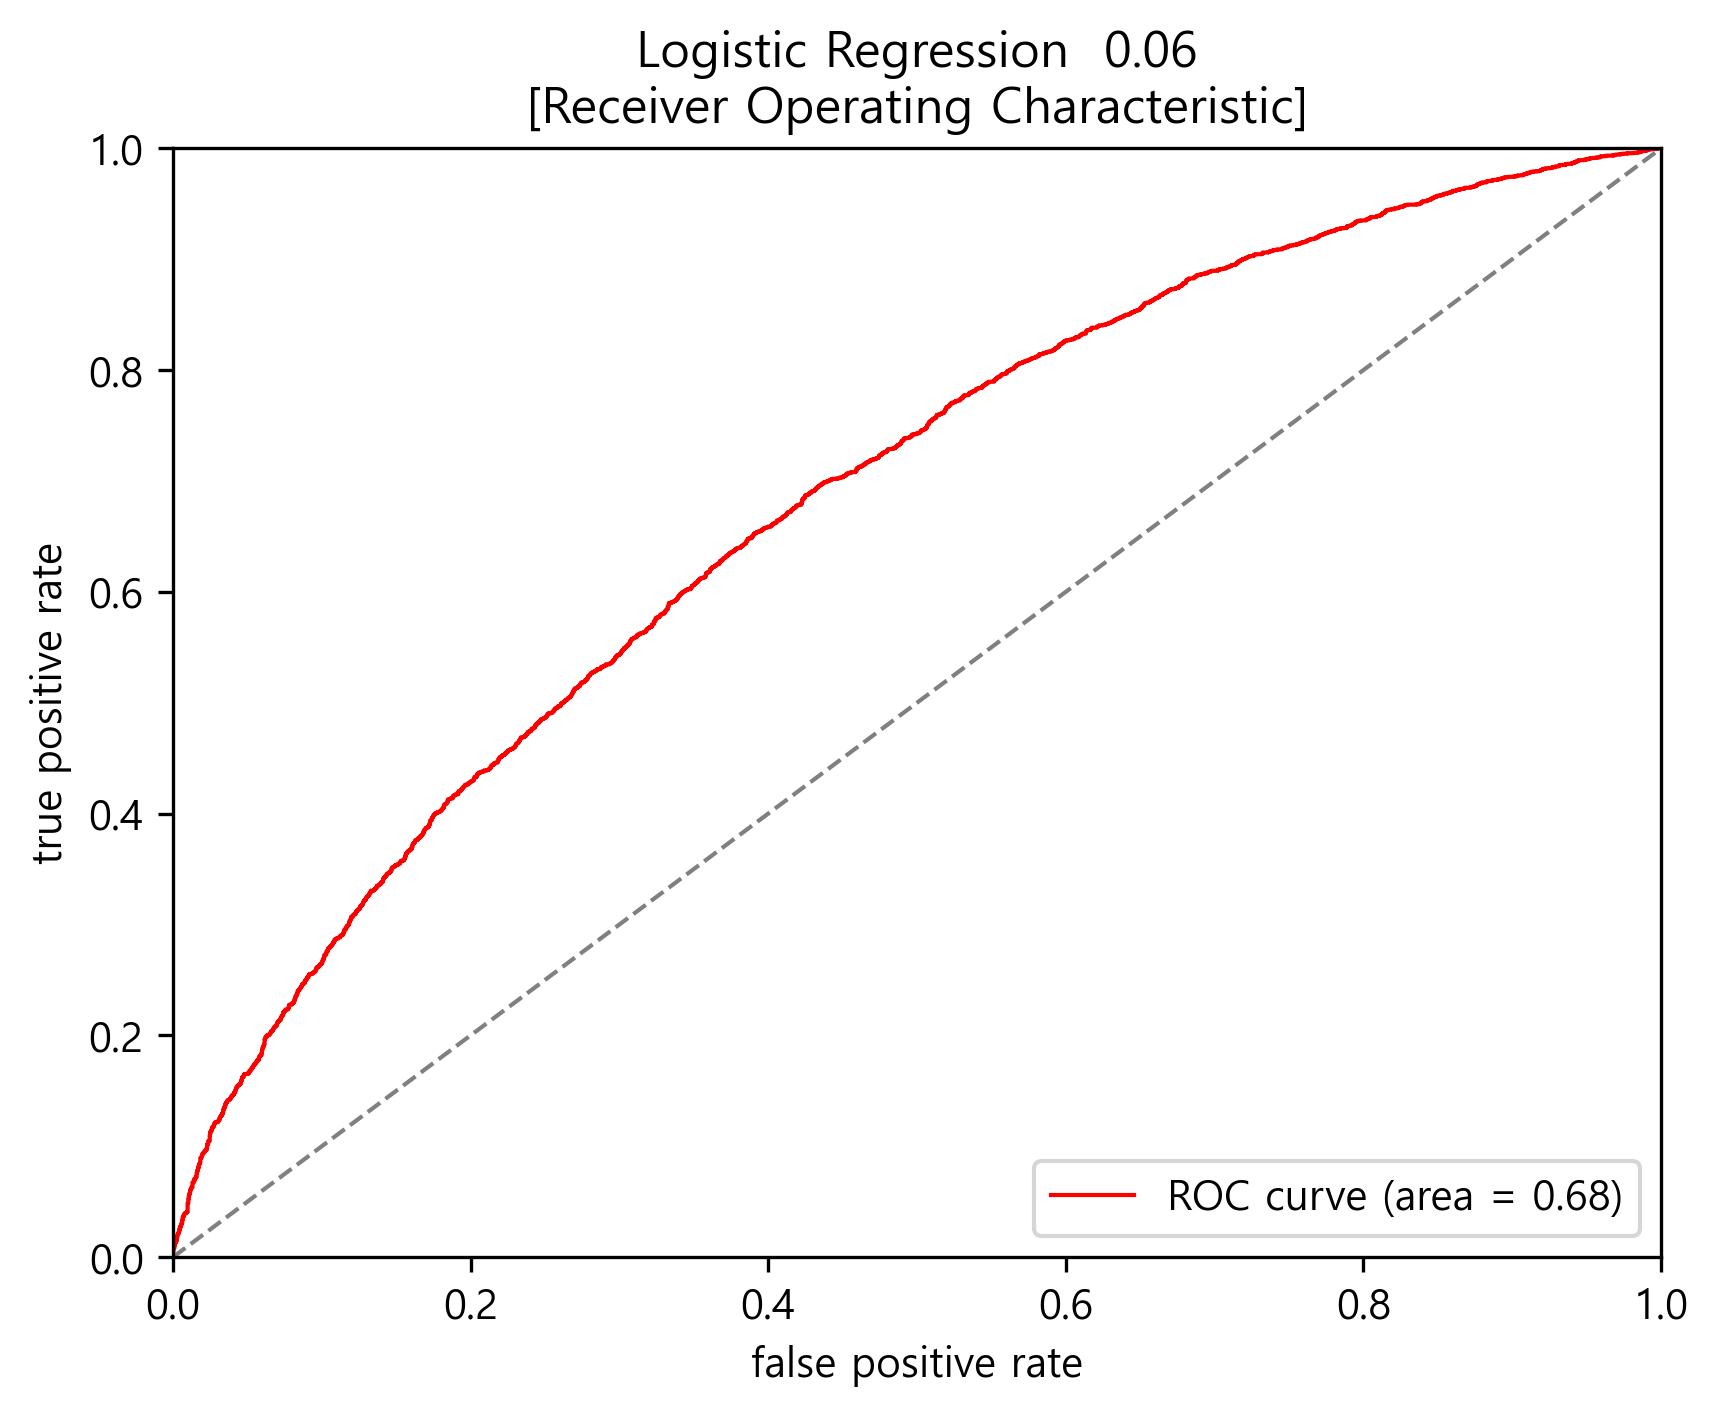 Logistic Regression  0.06
[Receiver Operating Characteristic]
1.0
0.8
0.6
0.4
0.2
0.0
true positive rate
ROC curve (area = 0.68)
0.0 0.2 0.4 0.6 0.8 1.0
false positive rate